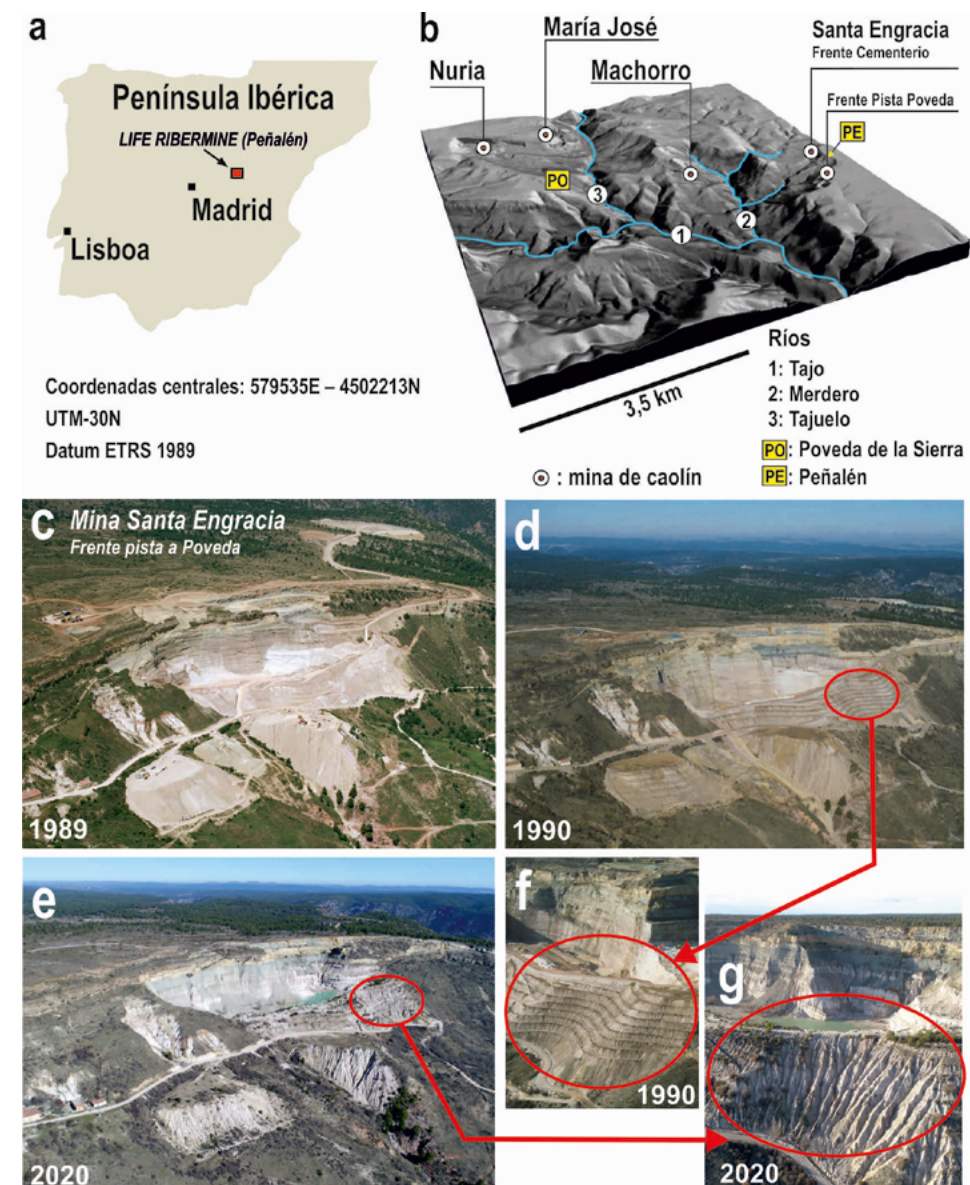 a
Península Ibérica
LIFE RIBERMINE (Peñalén)
Madrid
Lisboa
Coordenadas centrales: 579535E – 4502213N
UTM-30N
Datum ETRS 1989
b
María José
Santa Engracia
Frente Cementerio
Nuria
Machorro
Frente Pista Poveda
PE
PO
3
2
1
3,5 km
Ríos
1: Tajo
2: Merdero
3: Tajuelo
PO: Poveda de la Sierra
: mina de caolín
PE: Peñalén
c
Mina Santa Engracia
Frente pista a Poveda
1989
d
1990
e
2020
f
1990
g
2020